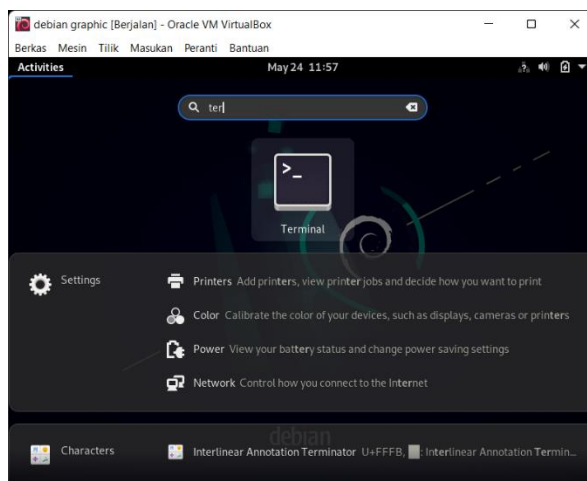 debian graphic [Berjalan] - Oracle VM VirtualBox
Berkas Mesin Tilik Masukan Peranti Bantuan
Activities May 24 11:57
ter
Terminal
Settings
Printers Add printers, view printer jobs and decide how you want to print
Color Calibrate the color of your devices, such as displays, cameras or printers
Power View your battery status and change power saving settings
Network Control how you connect to the Internet
debian
Characters
Interlinear Annotation Terminator U+FFFB, : Interlinear Annotation Termin...